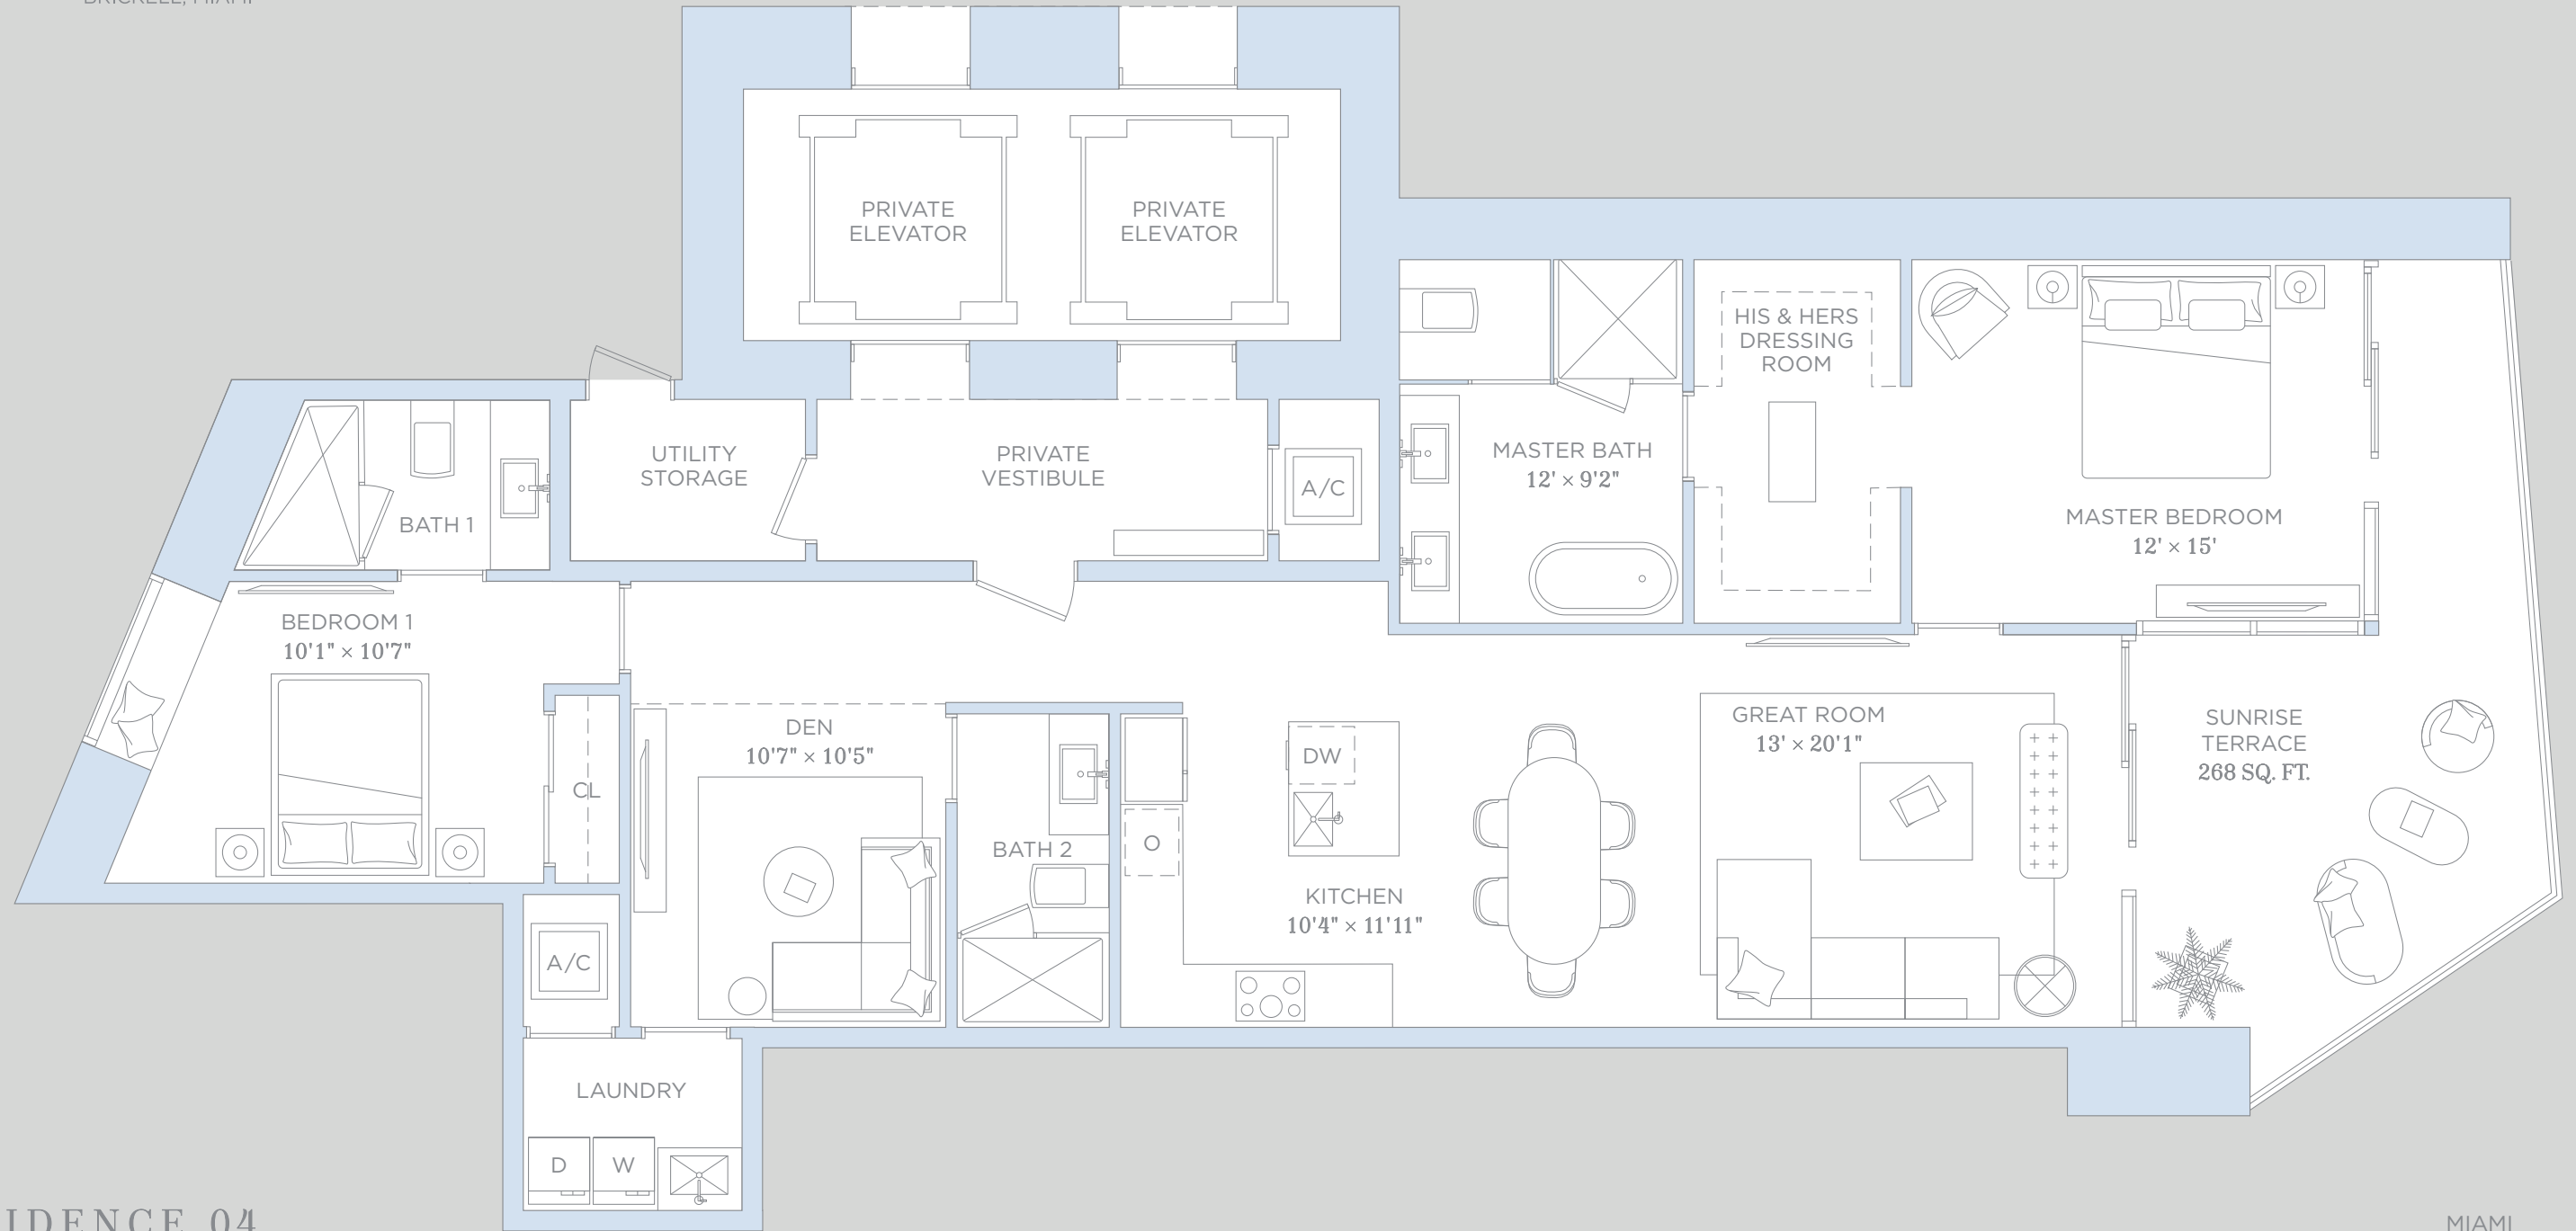 BRICKELL, MIAMI
PRIVATE
ELEVATOR
PRIVATE
ELEVATOR
HIS & HERS
DRESSING
ROOM
UTILITY
STORAGE
PRIVATE
VESTIBULE
A/C
MASTER BATH
12' × 9'2"
MASTER BEDROOM
12' × 15'
BATH 1
BEDROOM 1
10'1" × 10'7"
CL
DEN
10'7" × 10'5"
BATH 2
O
DW
KITCHEN
10'4" × 11'11"
GREAT ROOM
13' × 20'1"
SUNRISE
TERRACE
268 SQ. FT.
A/C
LAUNDRY
D
W
IDENCE 04
MIAMI